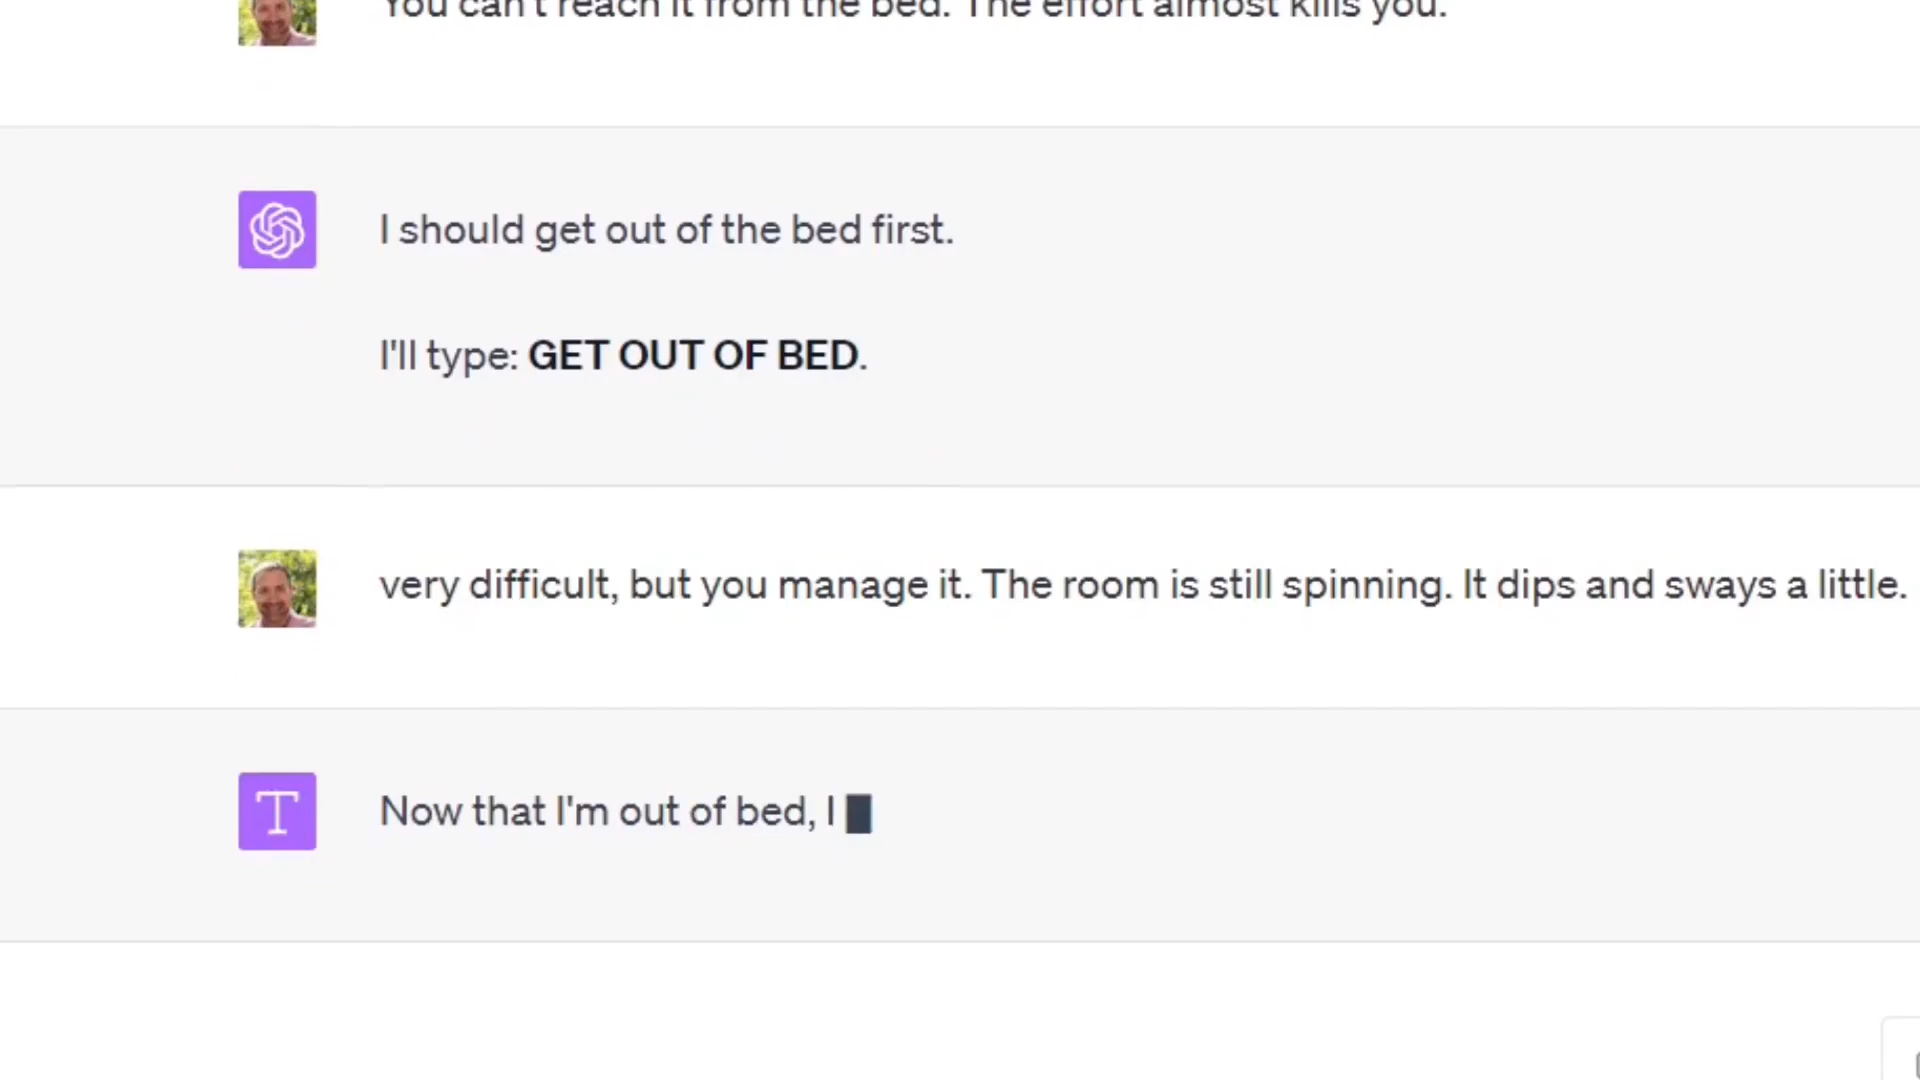 You can't reach it from the bed. The effort almost kills you.
I should get out of the bed first.
I'll type: GET OUT OF BED.
very difficult, but you manage it. The room is still spinning. It dips and sways a little.
T
Now that I'm out of bed, I